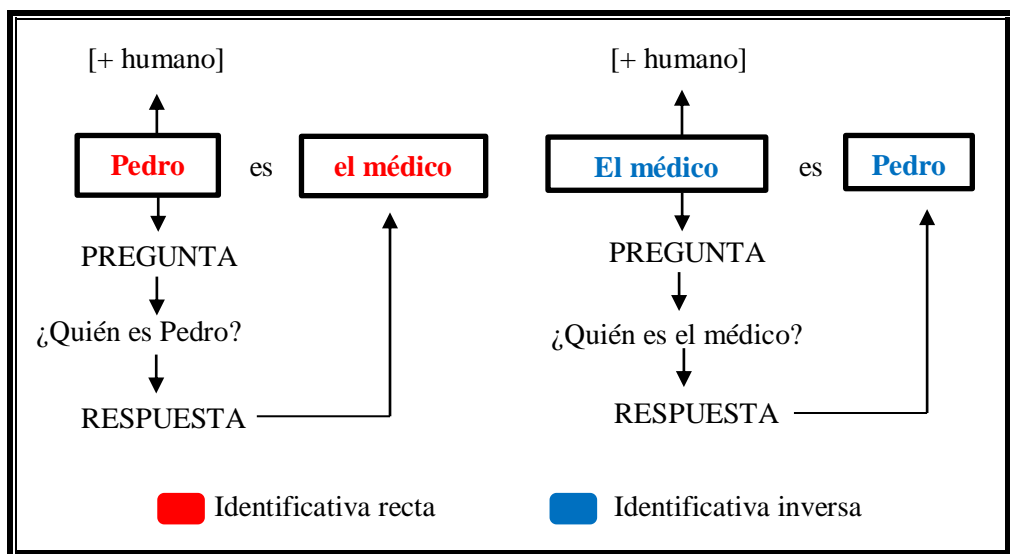 [+ humano]
[+ humano]
Pedro es el médico
El médico es Pedro
PREGUNTA
PREGUNTA
¿Quién es Pedro?
¿Quién es el médico?
RESPUESTA
RESPUESTA
Identificativa recta
Identificativa inversa